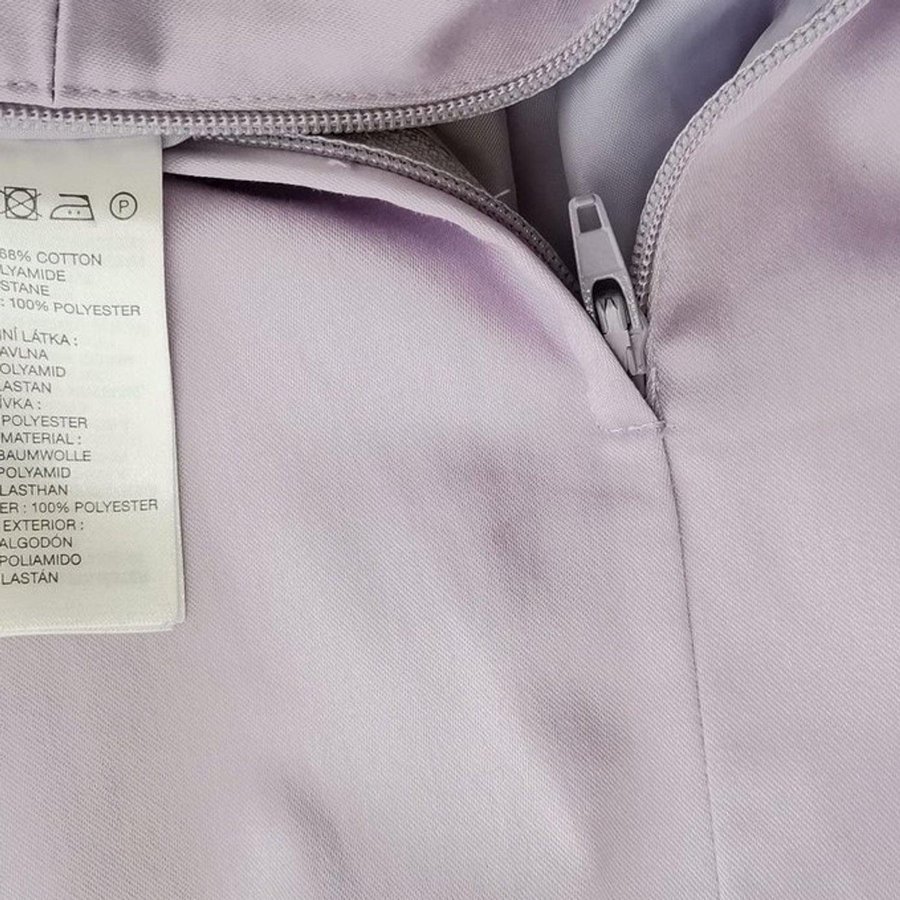 P
68% COTTON
LYAMIDE
STANE
: 100% POLYESTER
NÍ LÁTKA :
AVLNA
OLYAMID
LASTAN
ÍVKA :
POLYESTER
MATERIAL :
BAUMWOLLE
POLYAMID
LASTHAN
ER : 100% POLYESTER
EXTERIOR :
ALGODÓN
POLIAMIDO
LASTÁN